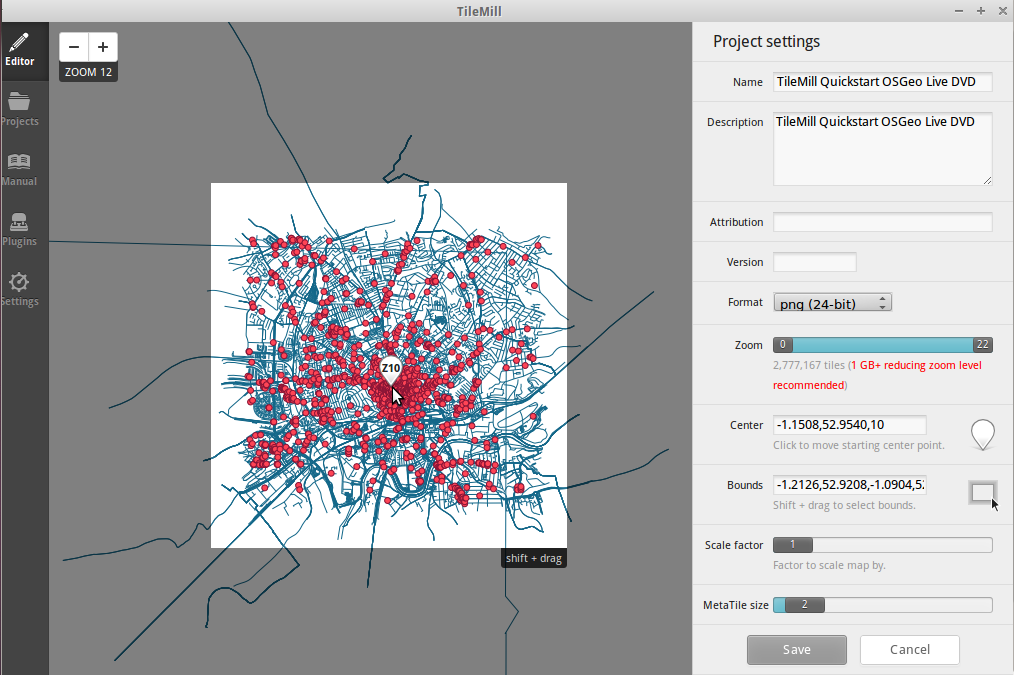 TileMill
Editor
Projects
Manual
Plugins
Settings
− +
ZOOM 12
Z10
shift + drag
Project settings
Name TileMill Quickstart OSGeo Live DVD
Description TileMill Quickstart OSGeo Live DVD
Attribution
Version
Format png (24-bit)
Zoom 0 22
2,777,167 tiles (1 GB+ reducing zoom level
recommended)
Center -1.1508,52.9540,10
Click to move starting center point.
Bounds -1.2126,52.9208,-1.0904,52
Shift + drag to select bounds.
Scale factor 1
Factor to scale map by.
MetaTile size 2
Save Cancel